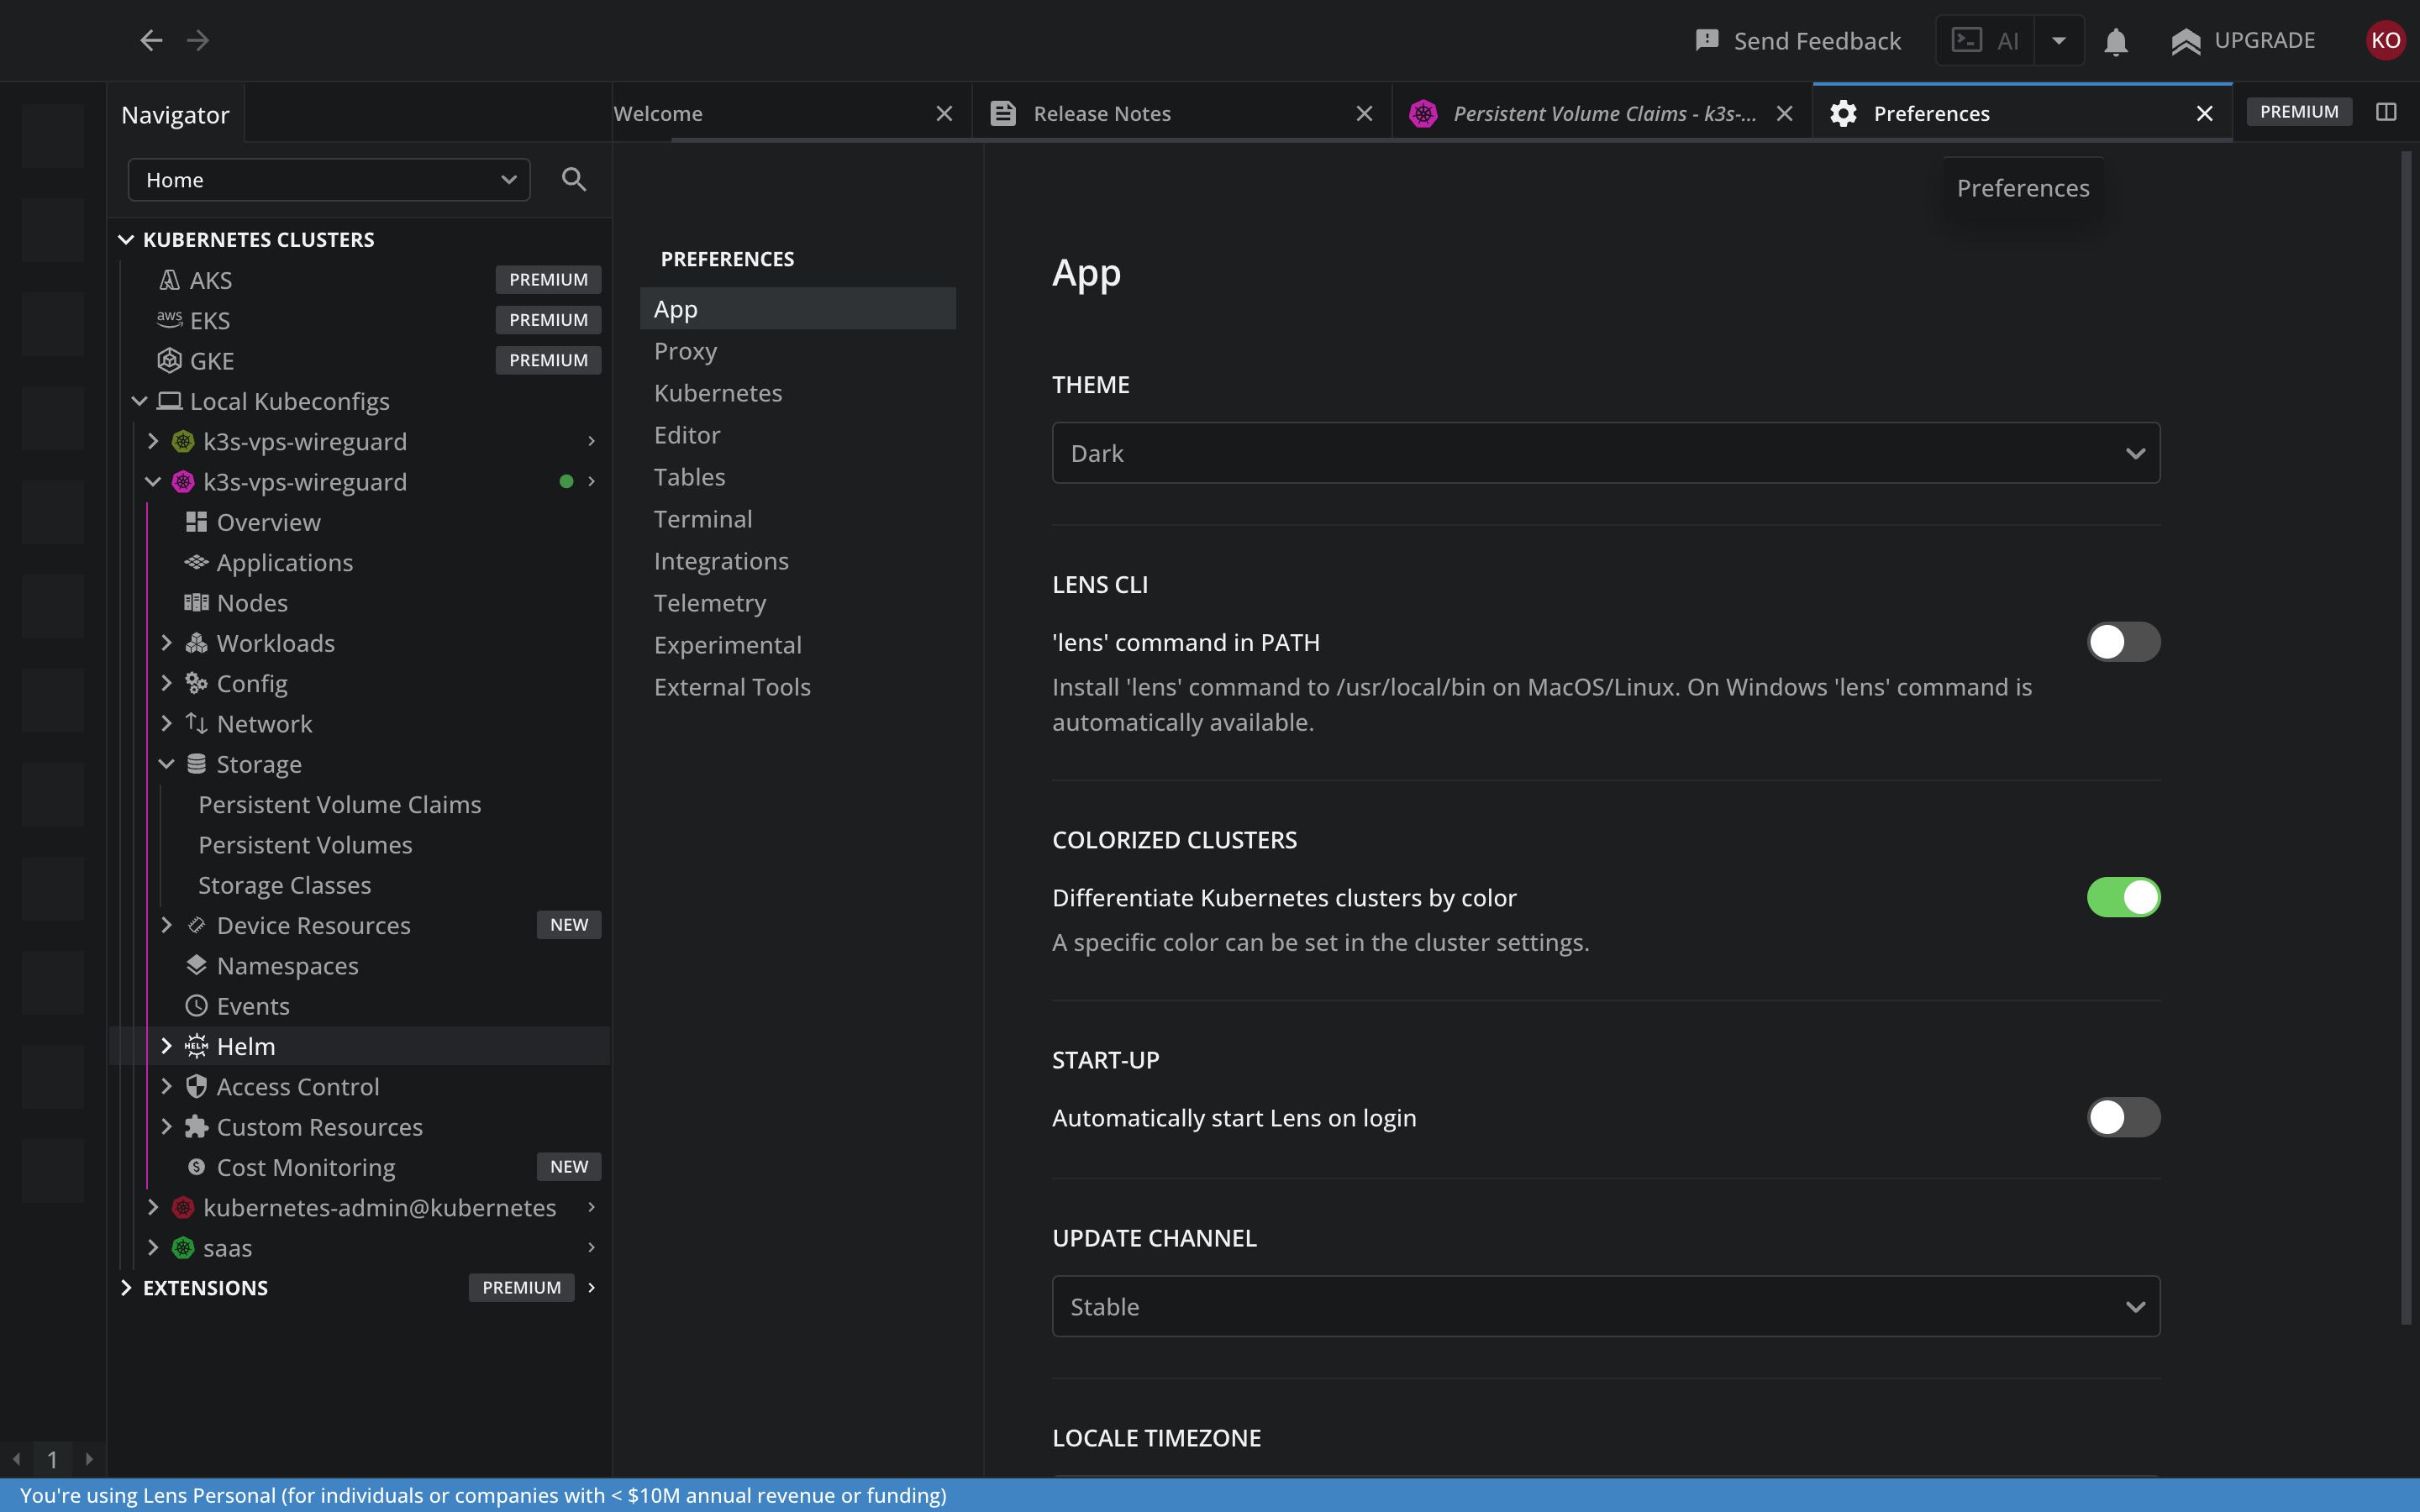 Send Feedback
AI
UPGRADE
KO
Navigator
Welcome
Release Notes
Persistent Volume Claims - k3s-...
Preferences
PREMIUM
Home
Preferences
KUBERNETES CLUSTERS
AKS
PREMIUM
aws
EKS
PREMIUM
GKE
PREMIUM
Local Kubeconfigs
k3s-vps-wireguard
k3s-vps-wireguard
Overview
Applications
Nodes
Workloads
Config
Network
Storage
Persistent Volume Claims
Persistent Volumes
Storage Classes
Device Resources
NEW
Namespaces
Events
HELM
Helm
Access Control
Custom Resources
Cost Monitoring
NEW
kubernetes-admin@kubernetes
saas
EXTENSIONS
PREMIUM
1
PREFERENCES
App
Proxy
Kubernetes
Editor
Tables
Terminal
Integrations
Telemetry
Experimental
External Tools
App
THEME
Dark
LENS CLI
'lens' command in PATH
Install 'lens' command to /usr/local/bin on MacOS/Linux. On Windows 'lens' command is
automatically available.
COLORIZED CLUSTERS
Differentiate Kubernetes clusters by color
A specific color can be set in the cluster settings.
START-UP
Automatically start Lens on login
UPDATE CHANNEL
Stable
LOCALE TIMEZONE
You're using Lens Personal (for individuals or companies with < $10M annual revenue or funding)